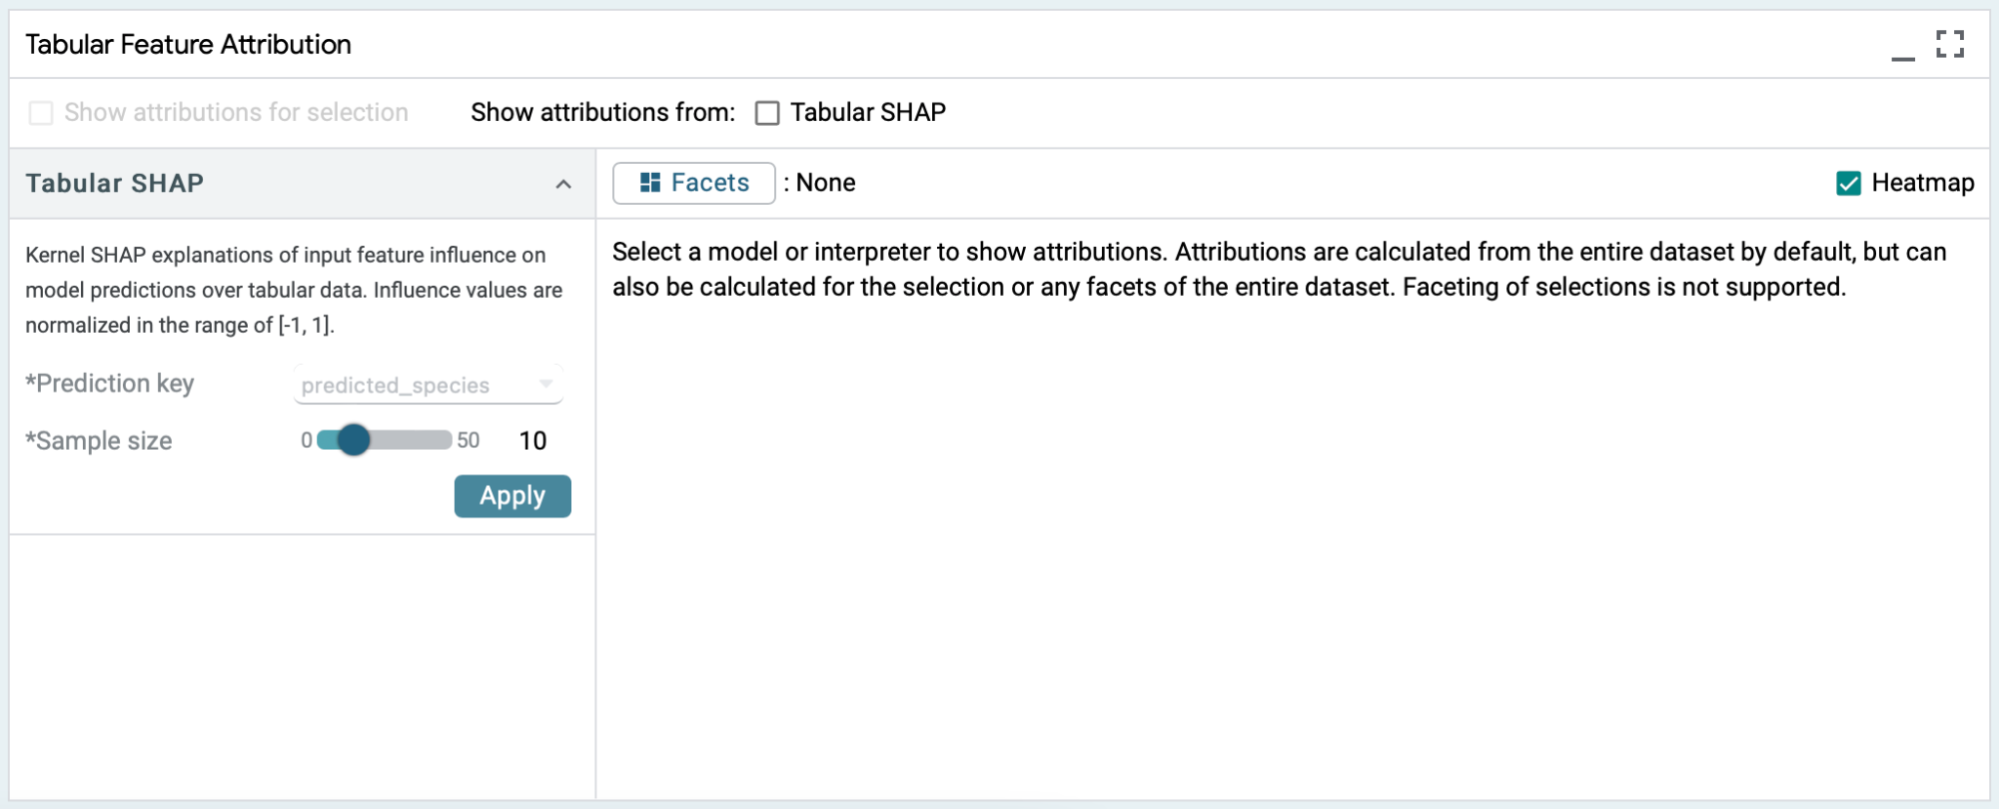 Tabular Feature Attribution
Show attributions for selection
Show attributions from:
Tabular SHAP
Tabular SHAP
Kernel SHAP explanations of input feature influence on
model predictions over tabular data. Influence values are
normalized in the range of [-1, 1].
*Prediction key
predicted_species
*Sample size
0
50
10
Apply
Facets
: None
Heatmap
Select a model or interpreter to show attributions. Attributions are calculated from the entire dataset by default, but can
also be calculated for the selection or any facets of the entire dataset. Faceting of selections is not supported.